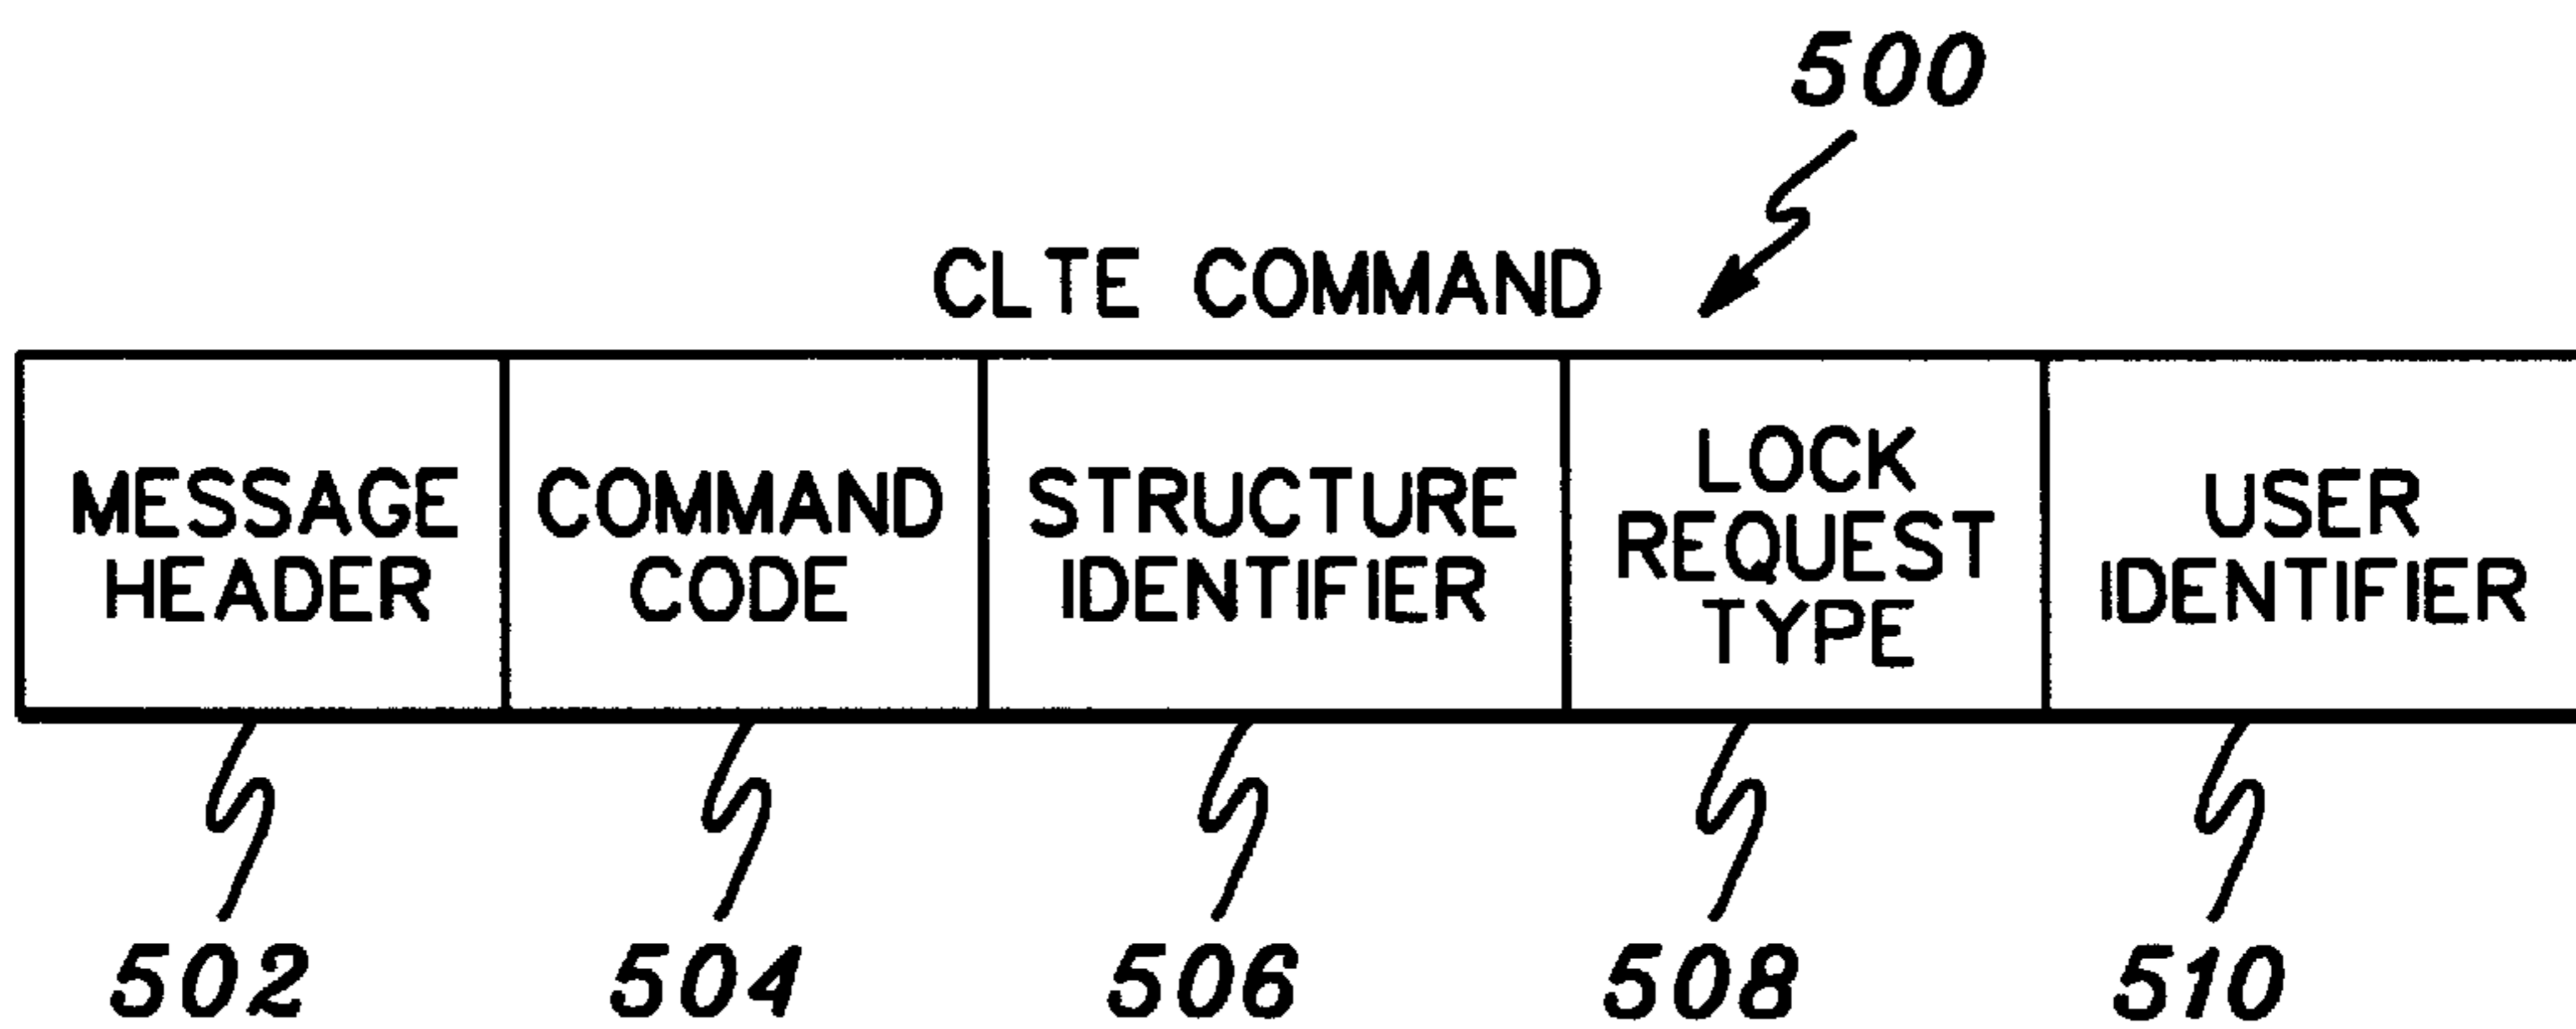 500
CLTE COMMAND
MESSAGE
HEADER
COMMAND
CODE
STRUCTURE
IDENTIFIER
LOCK
REQUEST
TYPE
USER
IDENTIFIER
502
504
506
508
510